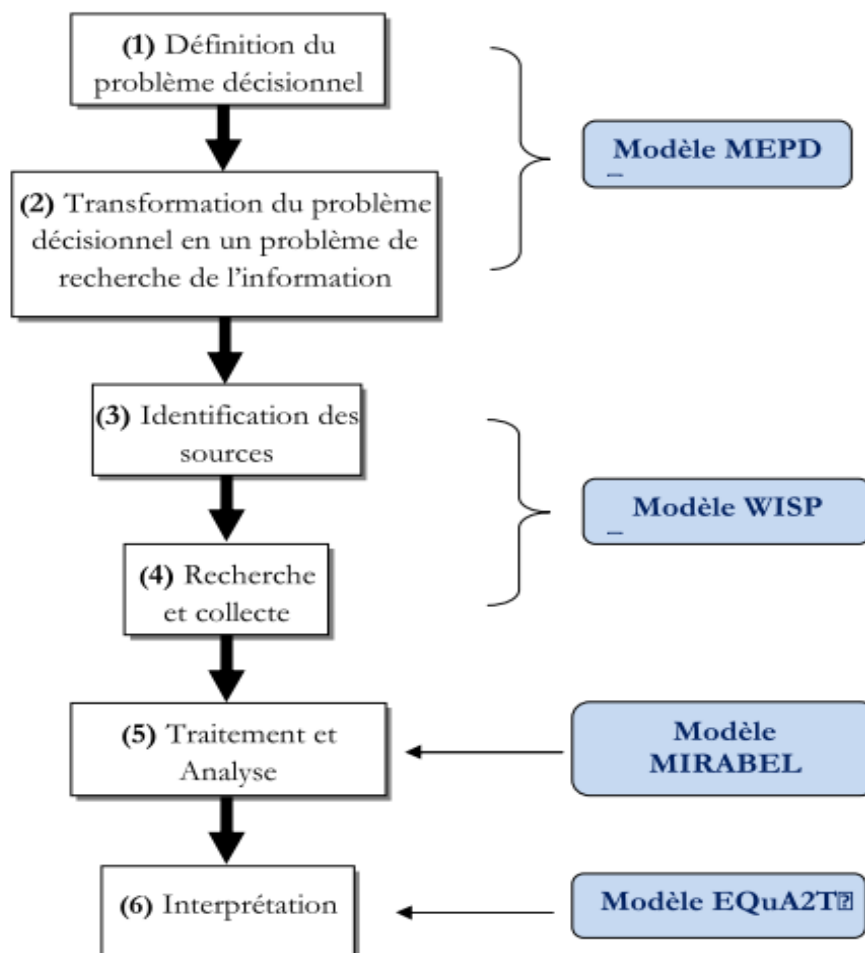 (1) Définition du
problème décisionnel
Modèle MEPD
(2) Transformation du problème
décisionnel en un problème de
recherche de l'information
(3) Identification des
sources
Modèle WISP
(4) Recherche
et collecte
(5) Traitement et
Analyse
Modèle
MIRABEL
(6) Interprétation
Modèle EQuA2T⍰